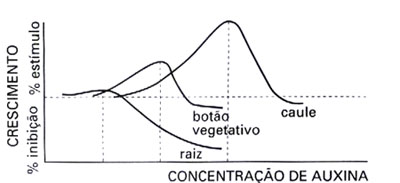 CRESCIMENTO
% inibição % estímulo
botão
vegetativo
caule
raiz
CONCENTRAÇÃO DE AUXINA